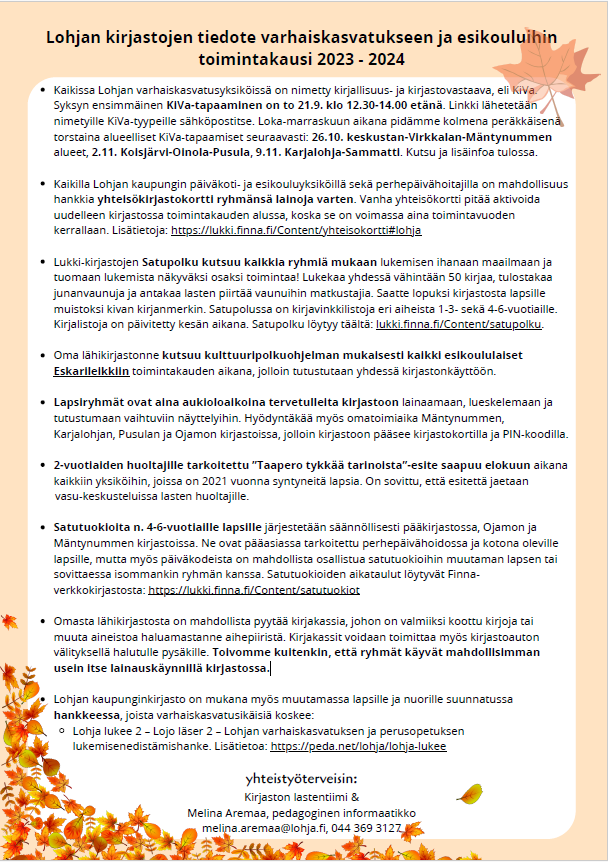 Lohjan kirjastojen tiedote varhaiskasvatukseen ja esikouluihin
toimintakausi 2023 - 2024
• Kaikissa Lohjan varhaiskasvatusyksiköissä on nimetty kirjallisuus- ja kirjastovastaava, eli KiVa.
Syksyn ensimmäinen KiVa-tapaaminen on to 21.9. klo 12.30-14.00 etänä. Linkki lähetetään
nimetyille KiVa-tyypeille sähköpostitse. Loka-marraskuun aikana pidämme kolmena peräkkäisenä
torstaina alueelliset KiVa-tapaamiset seuraavasti: 26.10. keskustan-Virkkalan-Mäntynummen
alueet, 2.11. Koisjärvi-Oinola-Pusula, 9.11. Karjalohja-Sammatti. Kutsu ja lisäinfoa tulossa.
• Kaikilla Lohjan kaupungin päiväkoti- ja esikouluyksiköillä sekä perhepäivähoitajilla on mahdollisuus
hankkia yhteisökirjastokortti ryhmänsä lainoja varten. Vanha yhteisökortti pitää aktivoida
uudelleen kirjastossa toimintakauden alussa, koska se on voimassa aina toimintavuoden
kerrallaan. Lisätietoja: https://lukki.finna.fi/Content/yhteisokortti#lohja
• Lukki-kirjastojen Satupolku kutsuu kaikkia ryhmiä mukaan lukemisen ihanaan maailmaan ja
tuomaan lukemista näkyväksi osaksi toimintaa! Lukekaa yhdessä vähintään 50 kirjaa, tulostakaa
junanvaunuja ja antakaa lasten piirtää vaunuihin matkustajia. Saatte lopuksi kirjastosta lapsille
muistoksi kivan kirjanmerkin. Satupolussa on kirjavinkkilistoja eri aiheista 1-3- sekä 4-6-vuotiaille.
Kirjalistoja on päivitetty kesän aikana. Satupolku löytyy täältä: lukki.finna.fi/Content/satupolku.
• Oma lähikirjastonne kutsuu kulttuuripolkuohjelman mukaisesti kaikki esikoululaiset
Eskarileikkiin toimintakauden aikana, jolloin tutustutaan yhdessä kirjastonkäyttöön.
• Lapsiryhmät ovat aina aukioloaikoina tervetulleita kirjastoon lainaamaan, lueskelemaan ja
tutustumaan vaihtuviin näyttelyihin. Hyödyntäkää myös omatoimiaika Mäntynummen,
Karjalohjan, Pusulan ja Ojamon kirjastoissa, jolloin kirjastoon pääsee kirjastokortilla ja PIN-koodilla.
• 2-vuotiaiden huoltajille tarkoitettu ”Taapero tykkää tarinoista”-esite saapuu elokuun aikana
kaikkiin yksiköihin, joissa on 2021 vuonna syntyneitä lapsia. On sovittu, että esitettä jaetaan
vasu-keskusteluissa lasten huoltajille.
• Satutuokioita n. 4-6-vuotiaille lapsille järjestetään säännöllisesti pääkirjastossa, Ojamon ja
Mäntynummen kirjastoissa. Ne ovat pääasiassa tarkoitettu perhepäivähoidossa ja kotona oleville
lapsille, mutta myös päiväkodeista on mahdollista osallistua satutuokioihin muutaman lapsen tai
sovittaessa isommankin ryhmän kanssa. Satutuokioiden aikataulut löytyvät Finna-
verkkokirjastosta: https://lukki.finna.fi/Content/satutuokiot
• Omasta lähikirjastosta on mahdollista pyytää kirjakassia, johon on valmiiksi koottu kirjoja tai
muuta aineistoa haluamastanne aihepiiristä. Kirjakassit voidaan toimittaa myös kirjastoauton
välityksellä halutulle pysäkille. Toivomme kuitenkin, että ryhmät käyvät mahdollisimman
usein itse lainauskäynnillä kirjastossa.
• Lohjan kaupunginkirjasto on mukana myös muutamassa lapsille ja nuorille suunnatussa
hankkeessa, joista varhaiskasvatusikäisiä koskee:
◦ Lohja lukee 2 – Lojo läser 2 – Lohjan varhaiskasvatuksen ja perusopetuksen
lukemisenedistämishanke. Lisätietoa: https://peda.net/lohja/lohja-lukee
yhteistyöterveisin:
Kirjaston lastentiimi &
Melina Aremaa, pedagoginen informaatikko
melina.aremaa@lohja.fi, 044 369 3127